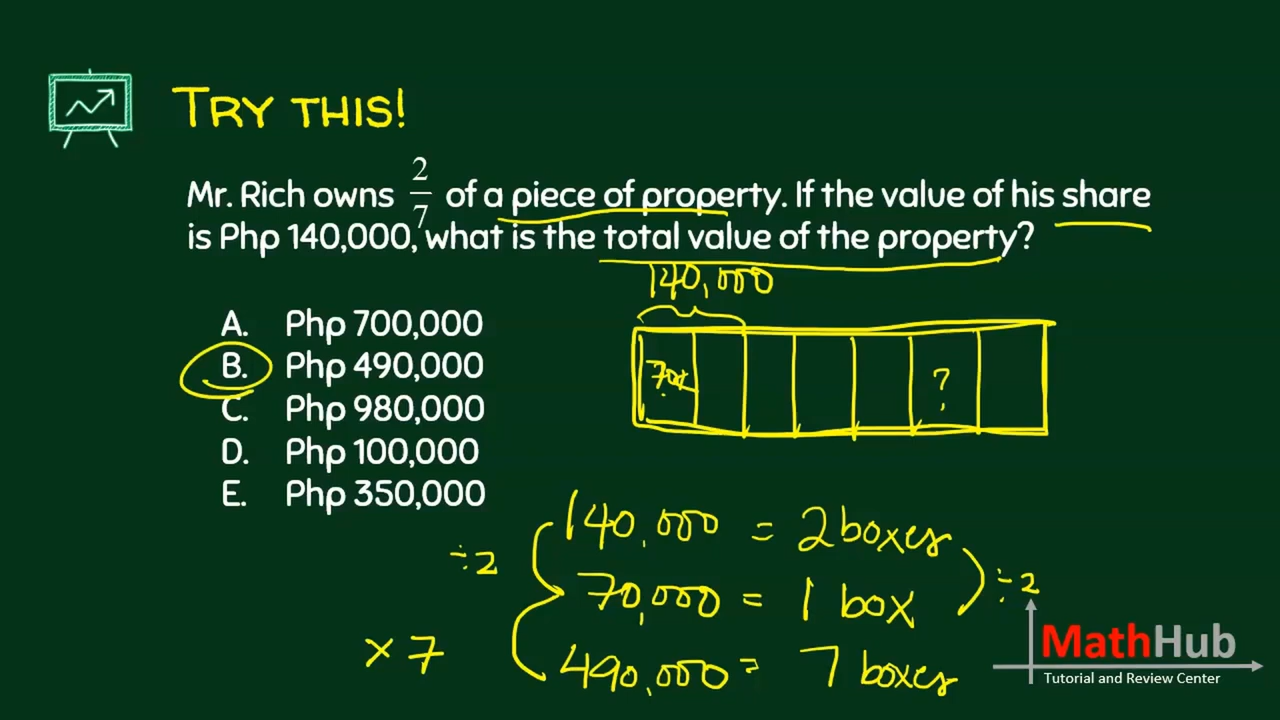 TRY THIS!
Mr. Rich owns 2/7 of a piece of property. If the value of his share
is Php 140,000, what is the total value of the property?
140,000
A. Php 700,000
B. Php 490,000
C. Php 980,000
D. Php 100,000
E. Php 350,000
70k
?
140,000 = 2 boxes
÷2
70,000 = 1 box
÷2
×7
490,000 = 7 boxes
MathHub
Tutorial and Review Center